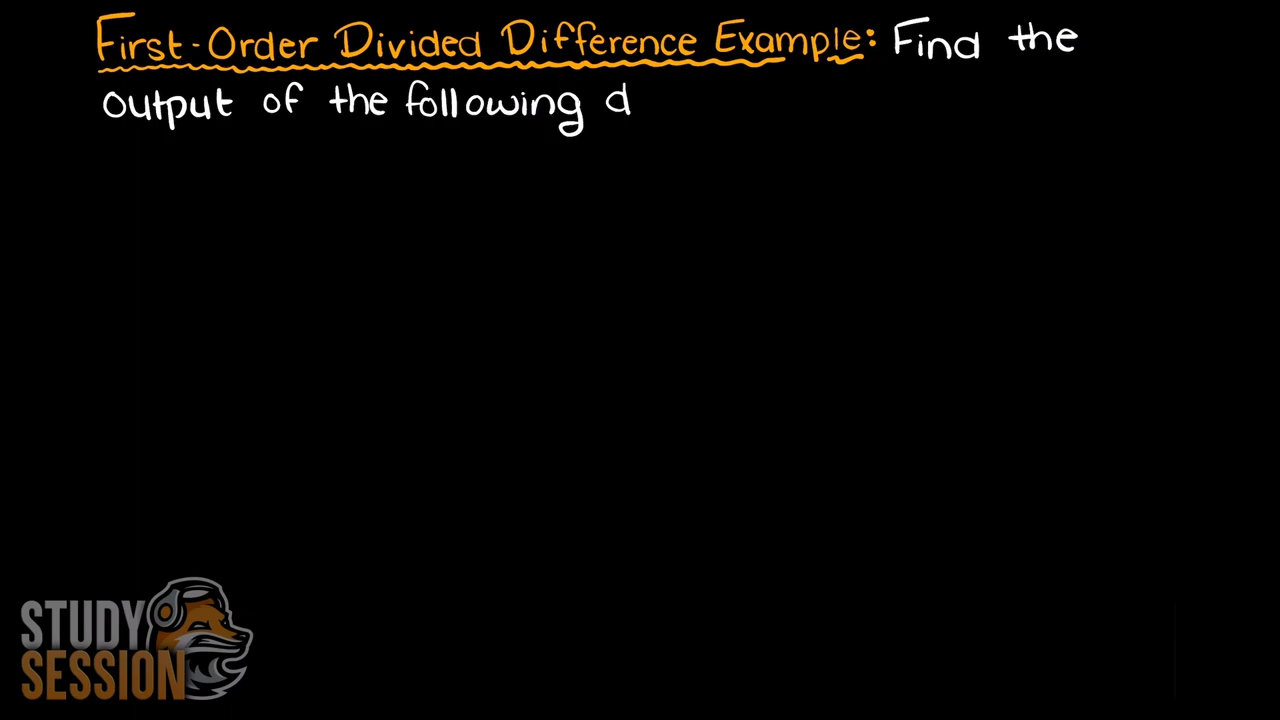 First-Order Divided Difference Example: Find the
output of the following d
STUDY
SESSION